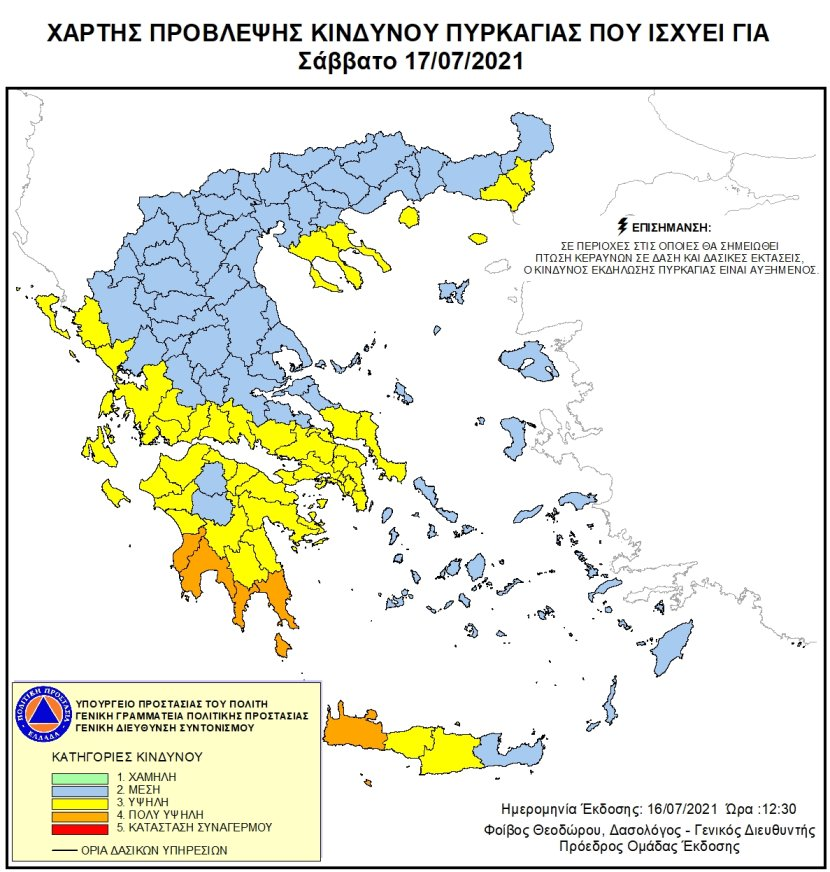 ΧΑΡΤΗΣ ΠΡΟΒΛΕΨΗΣ ΚΙΝΔΥΝΟΥ ΠΥΡΚΑΓΙΑΣ ΠΟΥ ΙΣΧΥΕΙ ΓΙΑ
Σάββατο 17/07/2021
ΕΠΙΣΗΜΑΝΣΗ:
ΣΕ ΠΕΡΙΟΧΕΣ ΣΤΙΣ ΟΠΟΙΕΣ ΘΑ ΣΗΜΕΙΩΘΕΙ
ΠΤΩΣΗ ΚΕΡΑΥΝΩΝ ΣΕ ΔΑΣΗ ΚΑΙ ΔΑΣΙΚΕΣ ΕΚΤΑΣΕΙΣ,
Ο ΚΙΝΔΥΝΟΣ ΕΚΔΗΛΩΣΗΣ ΠΥΡΚΑΓΙΑΣ ΕΙΝΑΙ ΑΥΞΗΜΕΝΟΣ.
ΠΟΛΙΤΙΚΗ ΠΡΟΣΤΑΣΙΑ
ΕΛΛΑΔΑ
ΥΠΟΥΡΓΕΙΟ ΠΡΟΣΤΑΣΙΑΣ ΤΟΥ ΠΟΛΙΤΗ
ΓΕΝΙΚΗ ΓΡΑΜΜΑΤΕΙΑ ΠΟΛΙΤΙΚΗΣ ΠΡΟΣΤΑΣΙΑΣ
ΓΕΝΙΚΗ ΔΙΕΥΘΥΝΣΗ ΣΥΝΤΟΝΙΣΜΟΥ
ΚΑΤΗΓΟΡΙΕΣ ΚΙΝΔΥΝΟΥ
1. ΧΑΜΗΛΗ
2. ΜΕΣΗ
3. ΥΨΗΛΗ
4. ΠΟΛΥ ΥΨΗΛΗ
5. ΚΑΤΑΣΤΑΣΗ ΣΥΝΑΓΕΡΜΟΥ
ΟΡΙΑ ΔΑΣΙΚΩΝ ΥΠΗΡΕΣΙΩΝ
Ημερομηνία Έκδοσης: 16/07/2021 Ώρα :12:30
Φοίβος Θεοδώρου, Δασολόγος - Γενικός Διευθυντής
Πρόεδρος Ομάδας Έκδοσης